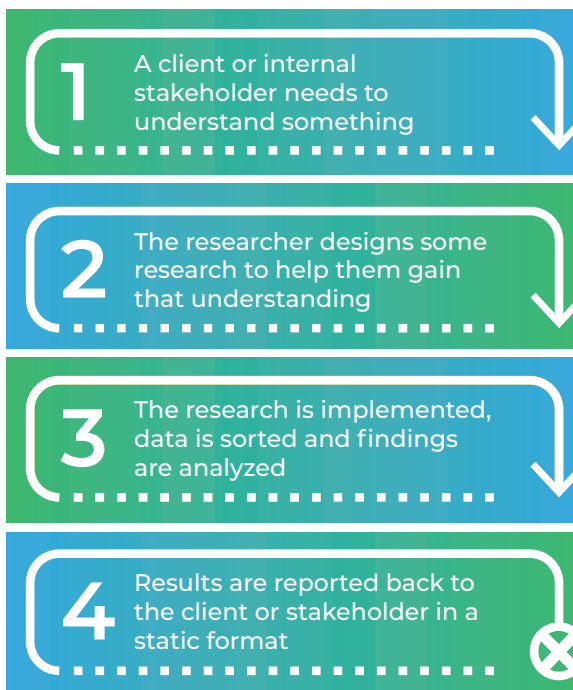 1
A client or internal
stakeholder needs to
understand something
2
The researcher designs some
research to help them gain
that understanding
3
The research is implemented,
data is sorted and findings
are analyzed
4
Results are reported back to
the client or stakeholder in a
static format